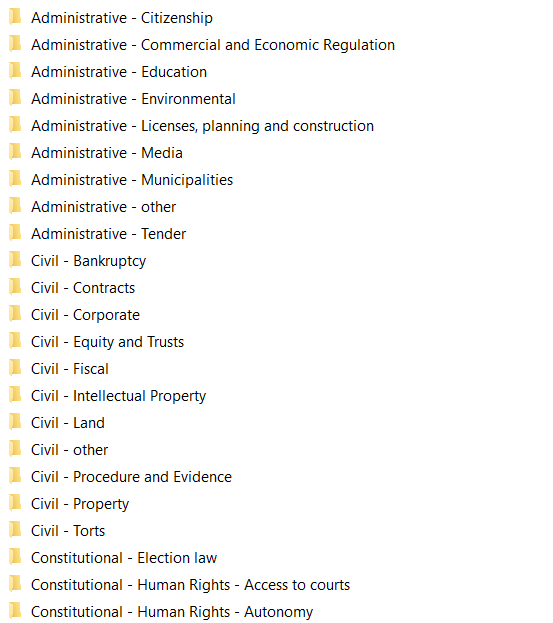 Administrative - Citizenship
Administrative - Commercial and Economic Regulation
Administrative - Education
Administrative - Environmental
Administrative - Licenses, planning and construction
Administrative - Media
Administrative - Municipalities
Administrative - other
Administrative - Tender
Civil - Bankruptcy
Civil - Contracts
Civil - Corporate
Civil - Equity and Trusts
Civil - Fiscal
Civil - Intellectual Property
Civil - Land
Civil - other
Civil - Procedure and Evidence
Civil - Property
Civil - Torts
Constitutional - Election law
Constitutional - Human Rights - Access to courts
Constitutional - Human Rights - Autonomy